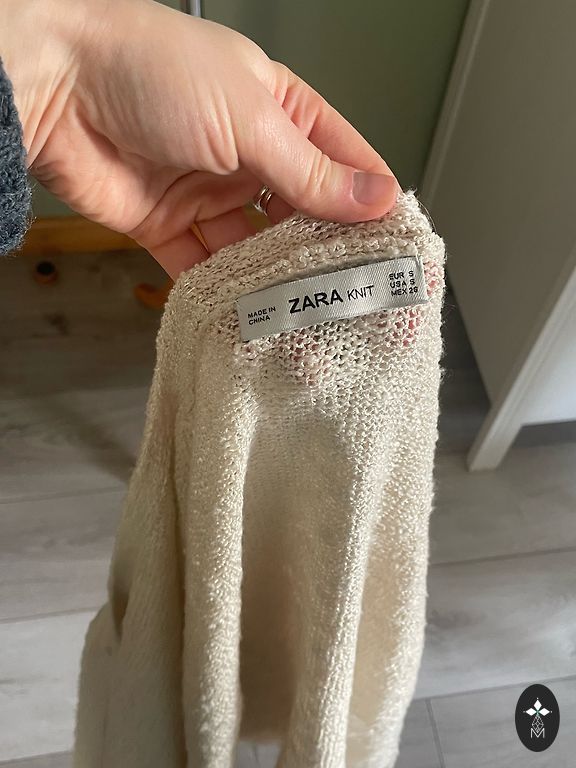 MADE IN
CHINA
ZARA KNIT
EUR S
USA S
MEX 26
M